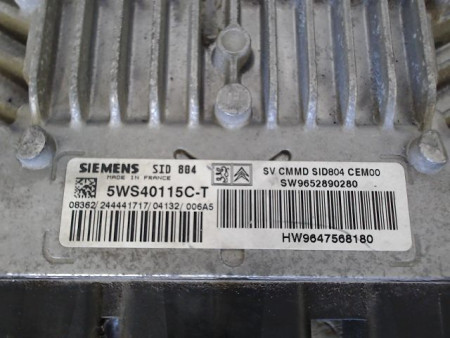 SIEMENS SID 804
MADE IN FRANCE
5WS40115C-T
08362/244441717/04132/006A5
SV CMMD SID804 CEM00
SW9652890280
HW9647568180